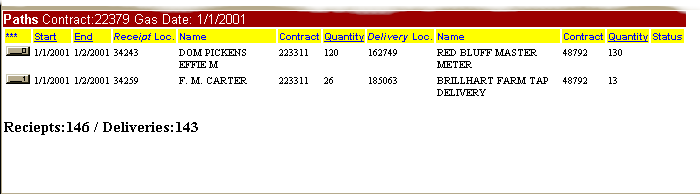 Paths Contract:22379 Gas Date: 1/1/2001
*** Start End Receipt Loc. Name Contract Quantity Delivery Loc. Name Contract Quantity Status
0 1/1/2001 1/2/2001 34243 DOM PICKENS 223311 120 162749 RED BLUFF MASTER 48792 130
EFFIE M METER
1 1/1/2001 1/2/2001 34259 F. M. CARTER 223311 26 185063 BRILLHART FARM TAP 48792 13
DELIVERY
Reciepts:146 / Deliveries:143